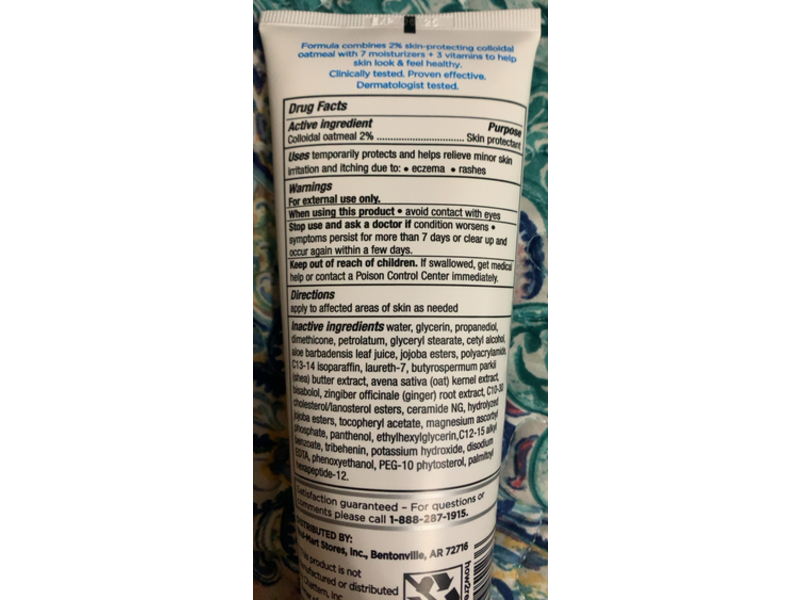 Formula combines 2% skin-protecting colloidal
oatmeal with 7 moisturizers + 3 vitamins to help
skin look & feel healthy.
Clinically tested. Proven effective.
Dermatologist tested.
Drug Facts
Active ingredient Purpose
Colloidal oatmeal 2% ........................... Skin protectant
Uses temporarily protects and helps relieve minor skin
irritation and itching due to: • eczema • rashes
Warnings
For external use only.
When using this product • avoid contact with eyes
Stop use and ask a doctor if condition worsens •
symptoms persist for more than 7 days or clear up and
occur again within a few days.
Keep out of reach of children. If swallowed, get medical
help or contact a Poison Control Center immediately.
Directions
apply to affected areas of skin as needed
Inactive ingredients water, glycerin, propanediol,
dimethicone, petrolatum, glyceryl stearate, cetyl alcohol,
aloe barbadensis leaf juice, jojoba esters, polyacrylamide,
C13-14 isoparaffin, laureth-7, butyrospermum parkii
(shea) butter extract, avena sativa (oat) kernel extract,
bisabolol, zingiber officinale (ginger) root extract, C10-30
cholesterol/lanosterol esters, ceramide NG, hydrolyzed
jojoba esters, tocopheryl acetate, magnesium ascorbyl
phosphate, panthenol, ethylhexylglycerin,C12-15 alkyl
benzoate, tribehenin, potassium hydroxide, disodium
EDTA, phenoxyethanol, PEG-10 phytosterol, palmitoyl
hexapeptide-12.
Satisfaction guaranteed – For questions or
comments please call 1-888-287-1915.
DISTRIBUTED BY:
Wal-Mart Stores, Inc., Bentonville, AR 72716
product is not
or distributed
Chattem, Inc
how2re